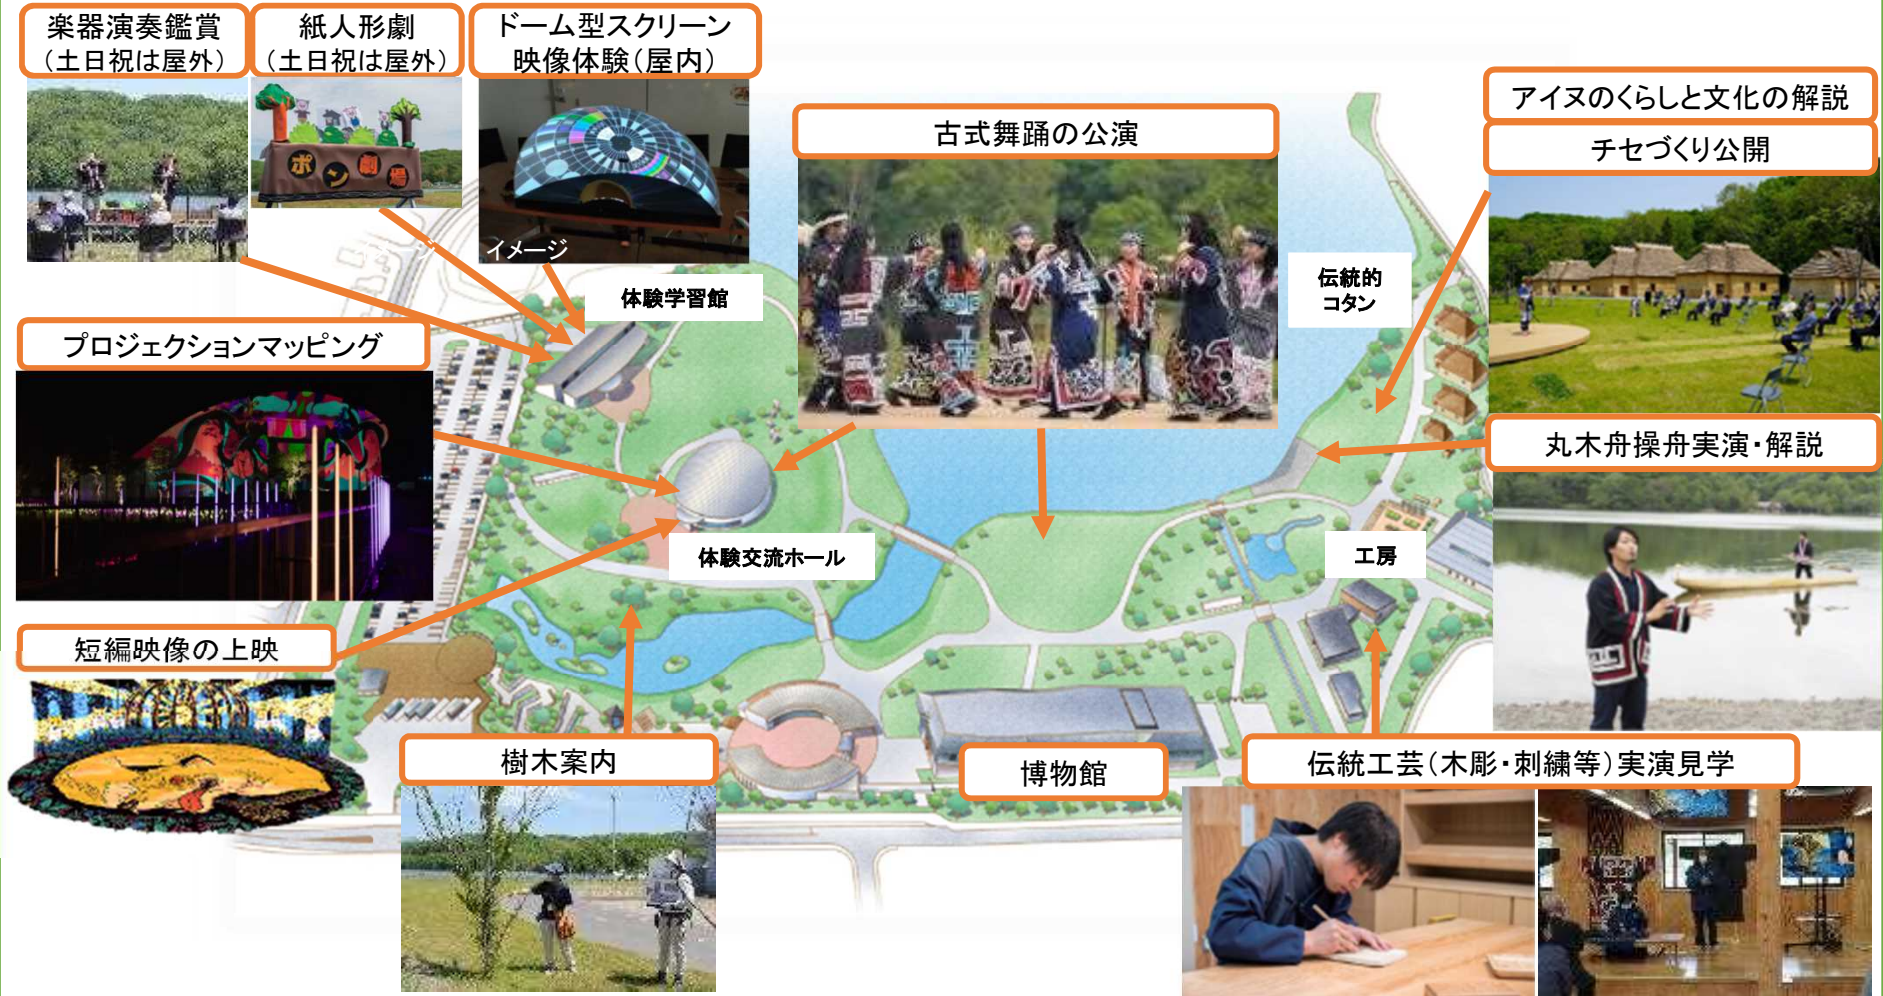 楽器演奏鑑賞
（土日祝は屋外）
紙人形劇
（土日祝は屋外）
ドーム型スクリーン
映像体験（屋内）
ポン劇場
イメージ
古式舞踊の公演
アイヌのくらしと文化の解説
チセづくり公開
体験学習館
伝統的
コタン
プロジェクションマッピング
丸木舟操舟実演・解説
体験交流ホール
工房
短編映像の上映
樹木案内
博物館
伝統工芸（木彫・刺繍等）実演見学